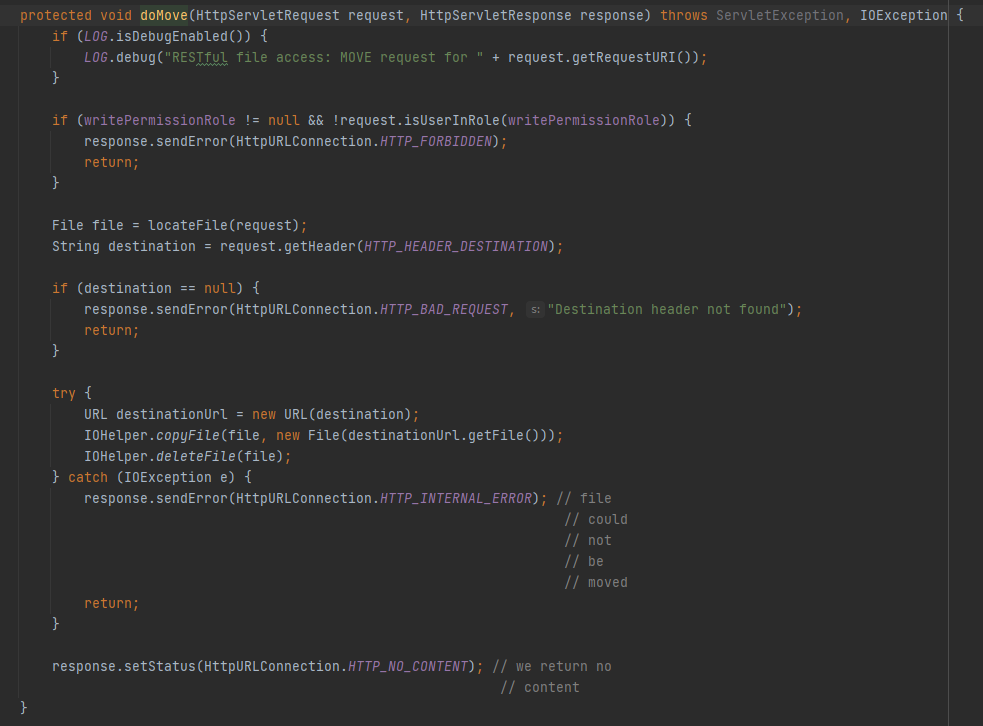 protected void doMove(HttpServletRequest request, HttpServletResponse response) throws ServletException, IOException {
    if (LOG.isDebugEnabled()) {
        LOG.debug("RESTful file access: MOVE request for " + request.getRequestURI());
    }

    if (writePermissionRole != null && !request.isUserInRole(writePermissionRole)) {
        response.sendError(HttpURLConnection.HTTP_FORBIDDEN);
        return;
    }

    File file = locateFile(request);
    String destination = request.getHeader(HTTP_HEADER_DESTINATION);

    if (destination == null) {
        response.sendError(HttpURLConnection.HTTP_BAD_REQUEST, s: "Destination header not found");
        return;
    }

    try {
        URL destinationUrl = new URL(destination);
        IOHelper.copyFile(file, new File(destinationUrl.getFile()));
        IOHelper.deleteFile(file);
    } catch (IOException e) {
        response.sendError(HttpURLConnection.HTTP_INTERNAL_ERROR); // file
                                                                    // could
                                                                    // not
                                                                    // be
                                                                    // moved
        return;
    }

    response.setStatus(HttpURLConnection.HTTP_NO_CONTENT); // we return no
                                                            // content
}